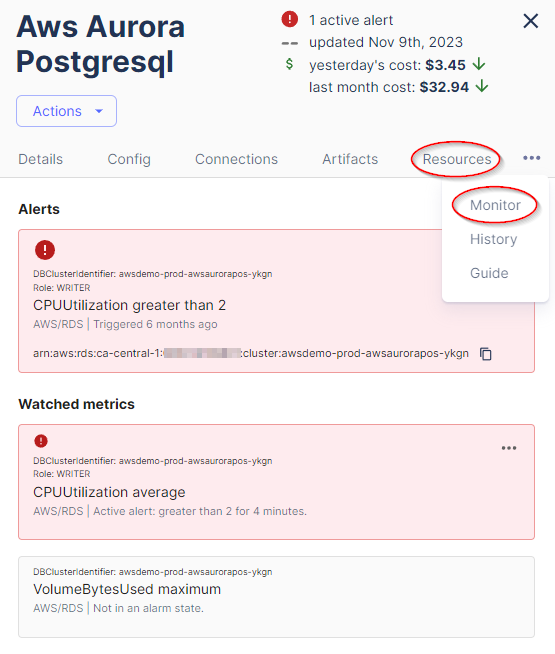 Aws Aurora
Postgresql
1 active alert
updated Nov 9th, 2023
$ yesterday's cost: $3.45
last month cost: $32.94
Actions
Details Config Connections Artifacts Resources
Monitor
History
Guide
Alerts
DBClusterIdentifier: awsdemo-prod-awsaurorapos-ykgn
Role: WRITER
CPUUtilization greater than 2
AWS/RDS | Triggered 6 months ago
arn:aws:rds:ca-central-1: :cluster:awsdemo-prod-awsaurorapos-ykgn
Watched metrics
DBClusterIdentifier: awsdemo-prod-awsaurorapos-ykgn
Role: WRITER
CPUUtilization average
AWS/RDS | Active alert: greater than 2 for 4 minutes.
DBClusterIdentifier: awsdemo-prod-awsaurorapos-ykgn
VolumeBytesUsed maximum
AWS/RDS | Not in an alarm state.